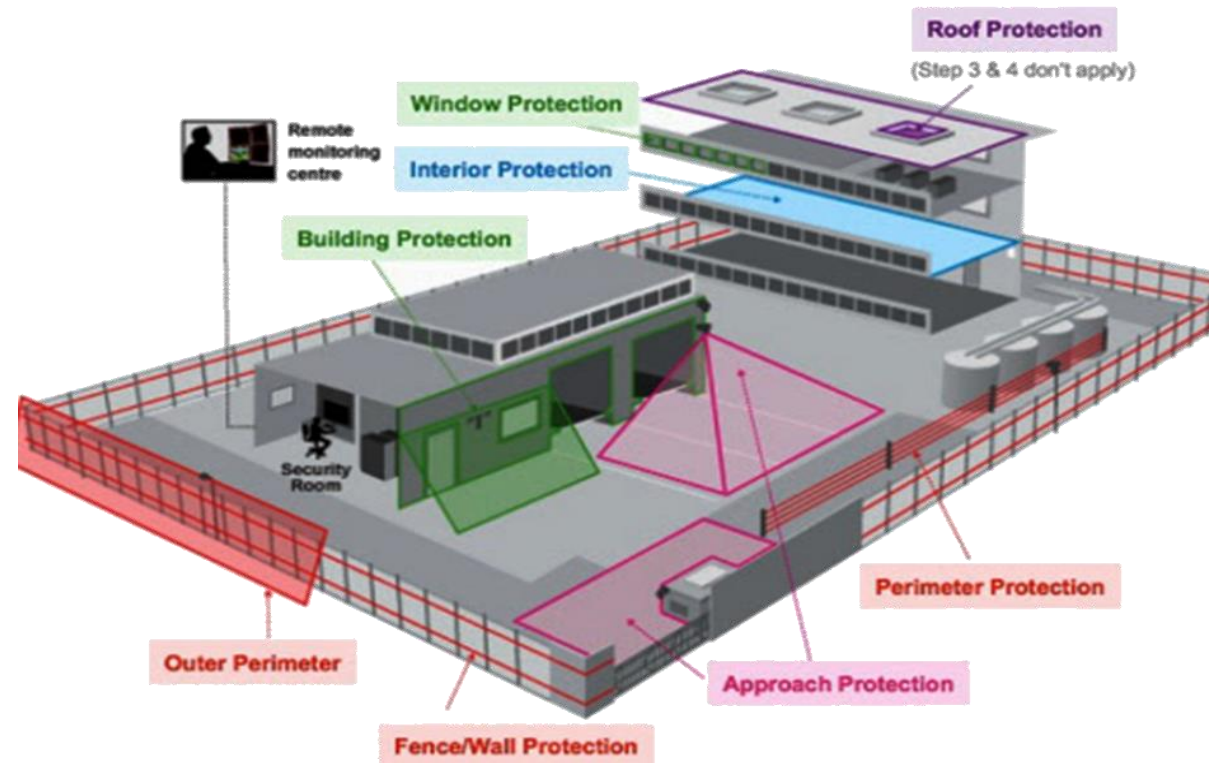 Roof Protection
(Step 3 & 4 don't apply)
Window Protection
Remote
monitoring
centre
Interior Protection
Building Protection
Security
Room
Perimeter Protection
Outer Perimeter
Approach Protection
Fence/Wall Protection